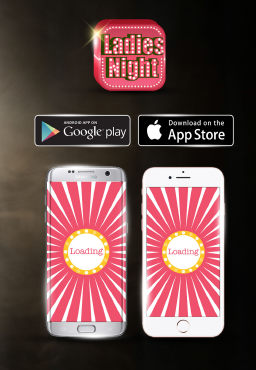 Ladies
Night
ANDROID APP ON
Google play
Download on the
App Store
Loading
Loading